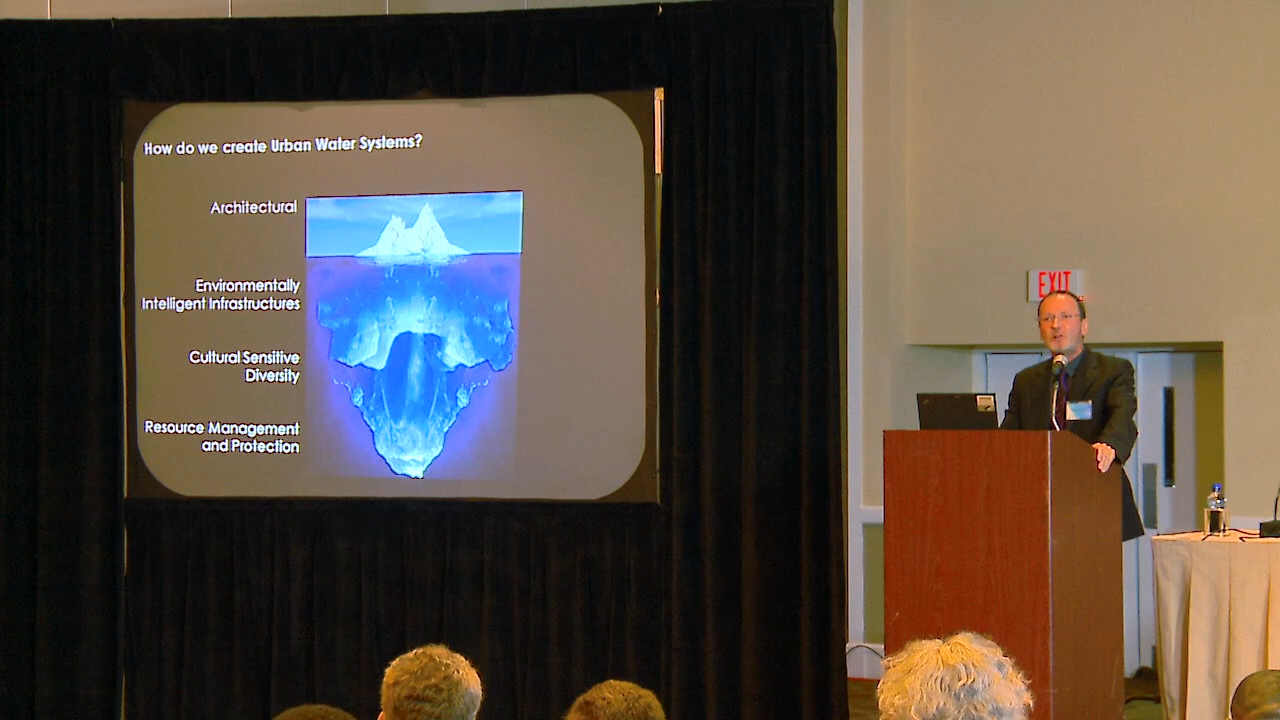 How do we create Urban Water Systems?
Architectural
Environmentally
Intelligent Infrastructures
Cultural Sensitive
Diversity
Resource Management
and Protection
EXIT